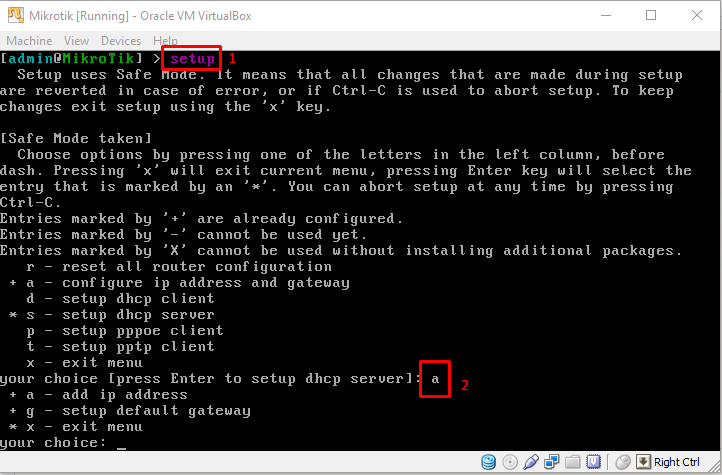 Mikrotik [Running] - Oracle VM VirtualBox
Machine View Devices Help
[admin@MikroTik] > setup 1
Setup uses Safe Mode. It means that all changes that are made during setup
are reverted in case of error, or if Ctrl-C is used to abort setup. To keep
changes exit setup using the 'x' key.
[Safe Mode taken]
Choose options by pressing one of the letters in the left column, before
dash. Pressing 'x' will exit current menu, pressing Enter key will select the
entry that is marked by an '*'. You can abort setup at any time by pressing
Ctrl-C.
Entries marked by '+' are already configured.
Entries marked by '-' cannot be used yet.
Entries marked by 'X' cannot be used without installing additional packages.
r - reset all router configuration
+ a - configure ip address and gateway
d - setup dhcp client
* s - setup dhcp server
p - setup pppoe client
t - setup pptp client
x - exit menu
your choice [press Enter to setup dhcp server]: a 2
+ a - add ip address
+ g - setup default gateway
* x - exit menu
your choice: _
Right Ctrl